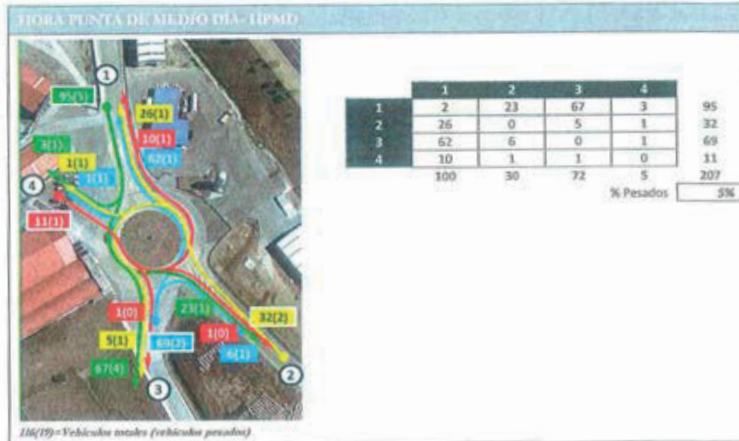 HORA PUNTA DE MEDIO DÍA- HPMD
1
95(5)
26(1)
10(1)
62(1)
3(1)
1(1)
1(1)
4
11(1)
1(0)
23(1)
32(2)
5(1)
69(2)
1(0)
6(1)
67(4)
3
2
1 2 3 4
1 2 23 67 3 95
2 26 0 5 1 32
3 62 6 0 1 69
4 10 1 1 0 11
100 30 72 5 207
% Pesados 5%
116(19)=Vehículos totales (vehículos pesados)